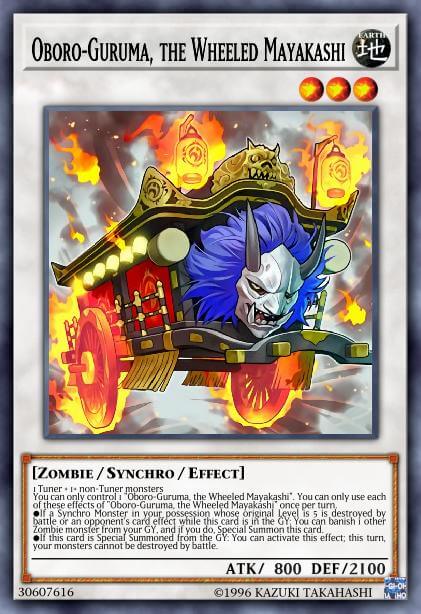 Oboro-Guruma, the Wheeled Mayakashi
EARTH
地
[Zombie / Synchro / Effect]
1 Tuner + 1+ non-Tuner monsters
You can only control 1 "Oboro-Guruma, the Wheeled Mayakashi". You can only use each
of these effects of "Oboro-Guruma, the Wheeled Mayakashi" once per turn.
●If a Synchro Monster in your possession whose original Level is 5 is destroyed by
battle or an opponent's card effect while this card is in the GY: You can banish 1 other
Zombie monster from your GY, and if you do, Special Summon this card.
●If this card is Special Summoned from the GY: You can activate this effect; this turn,
your monsters cannot be destroyed by battle.
ATK/ 800 DEF/2100
30607616
©1996 KAZUKI TAKAHASHI